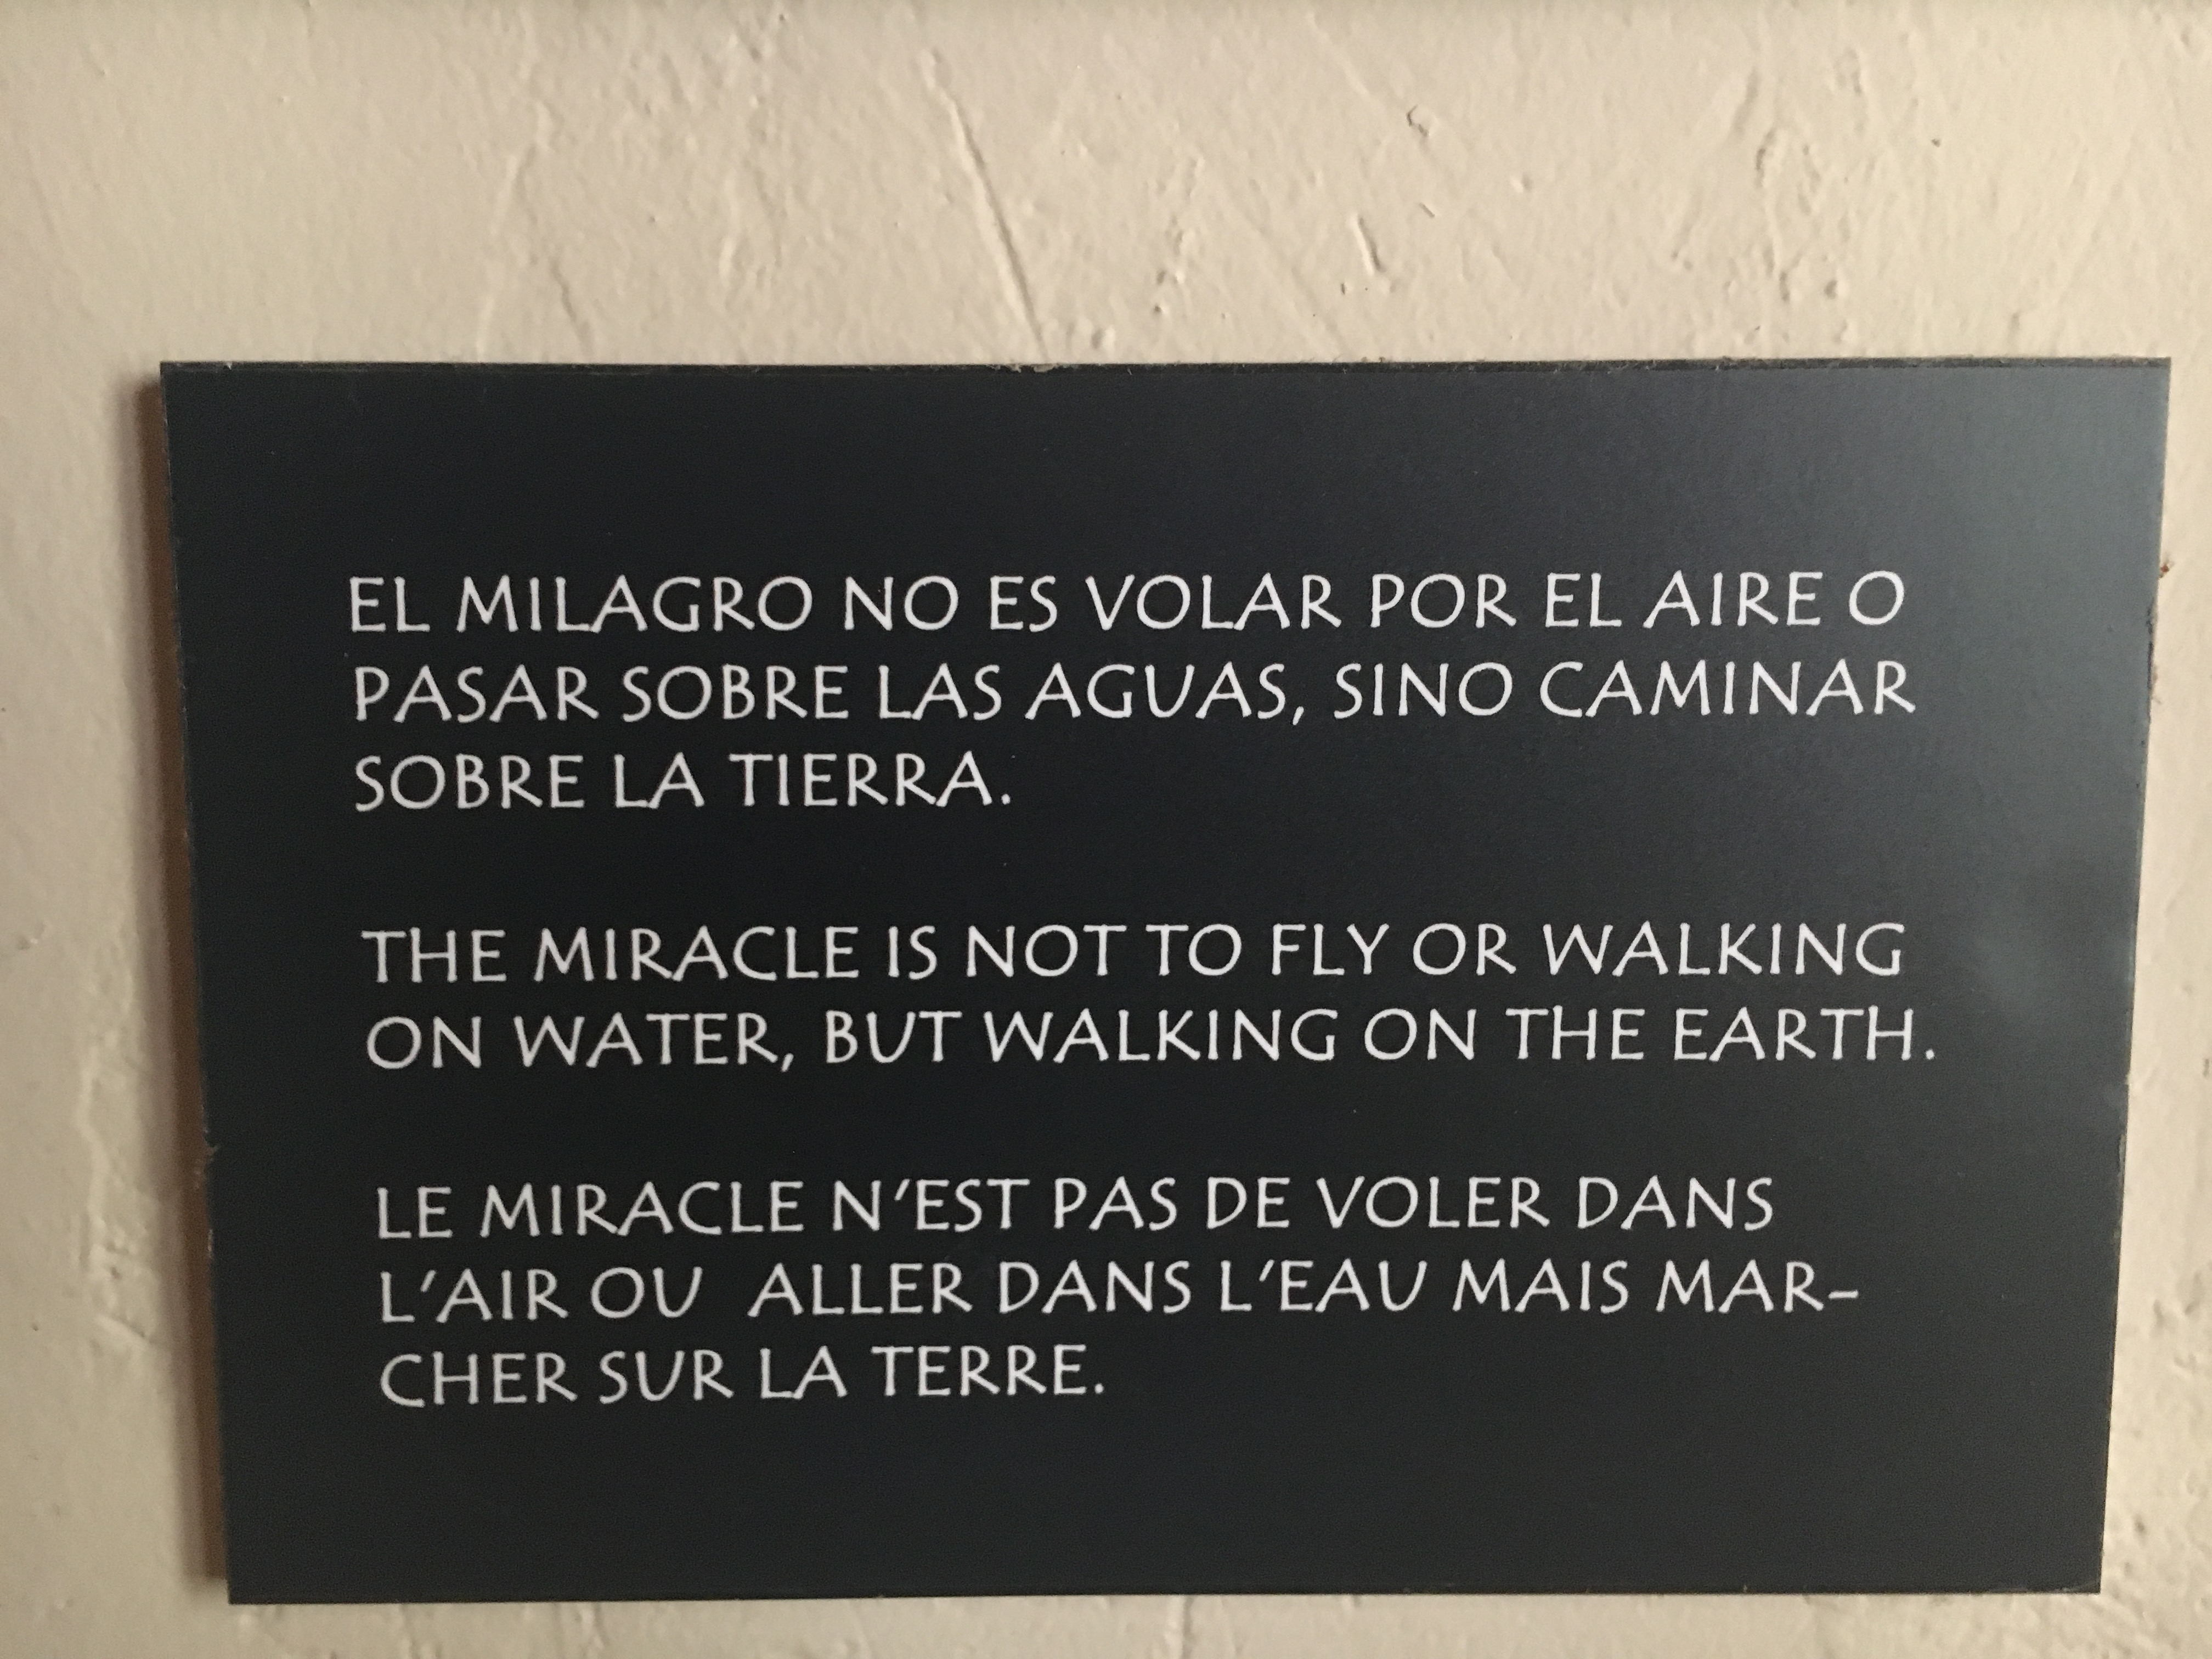 EL MILAGRO NO ES VOLAR POR EL AIRE O
PASAR SOBRE LAS AGUAS, SINO CAMINAR
SOBRE LA TIERRA.
THE MIRACLE IS NOT TO FLY OR WALKING
ON WATER, BUT WALKING ON THE EARTH.
LE MIRACLE N'EST PAS DE VOLER DANS
L'AIR OU  ALLER DANS L'EAU MAIS MAR-
CHER SUR LA TERRE.